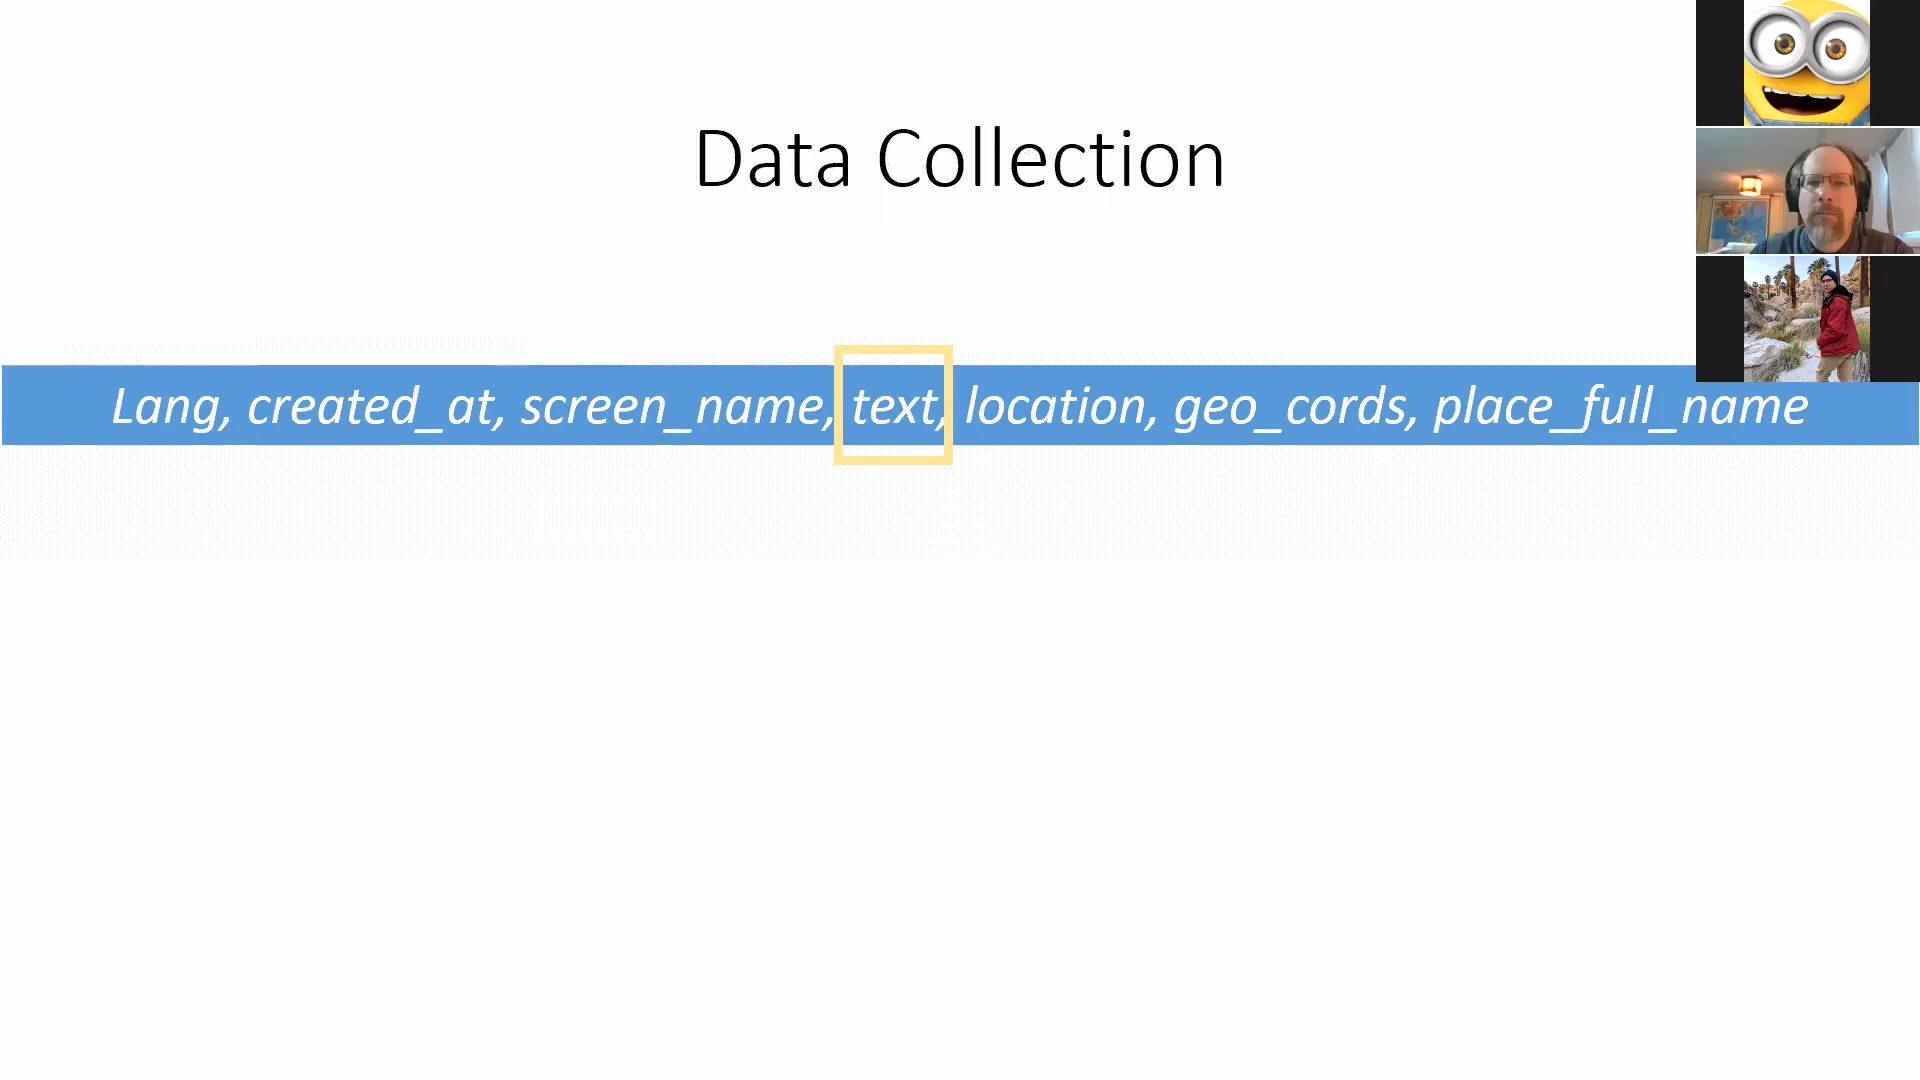 Data Collection
Lang, created_at, screen_name, text, location, geo_cords, place_full_name